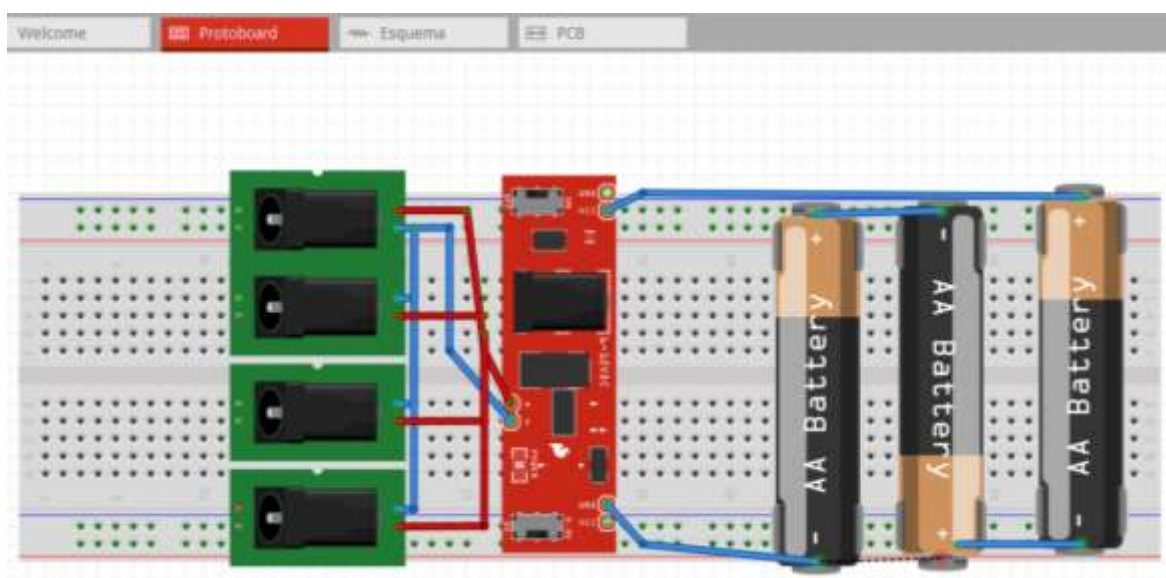 Welcome
Protoboard
Esquema
PCB
+
-
+
AA Battery
AA Battery
AA Battery
-
+
-